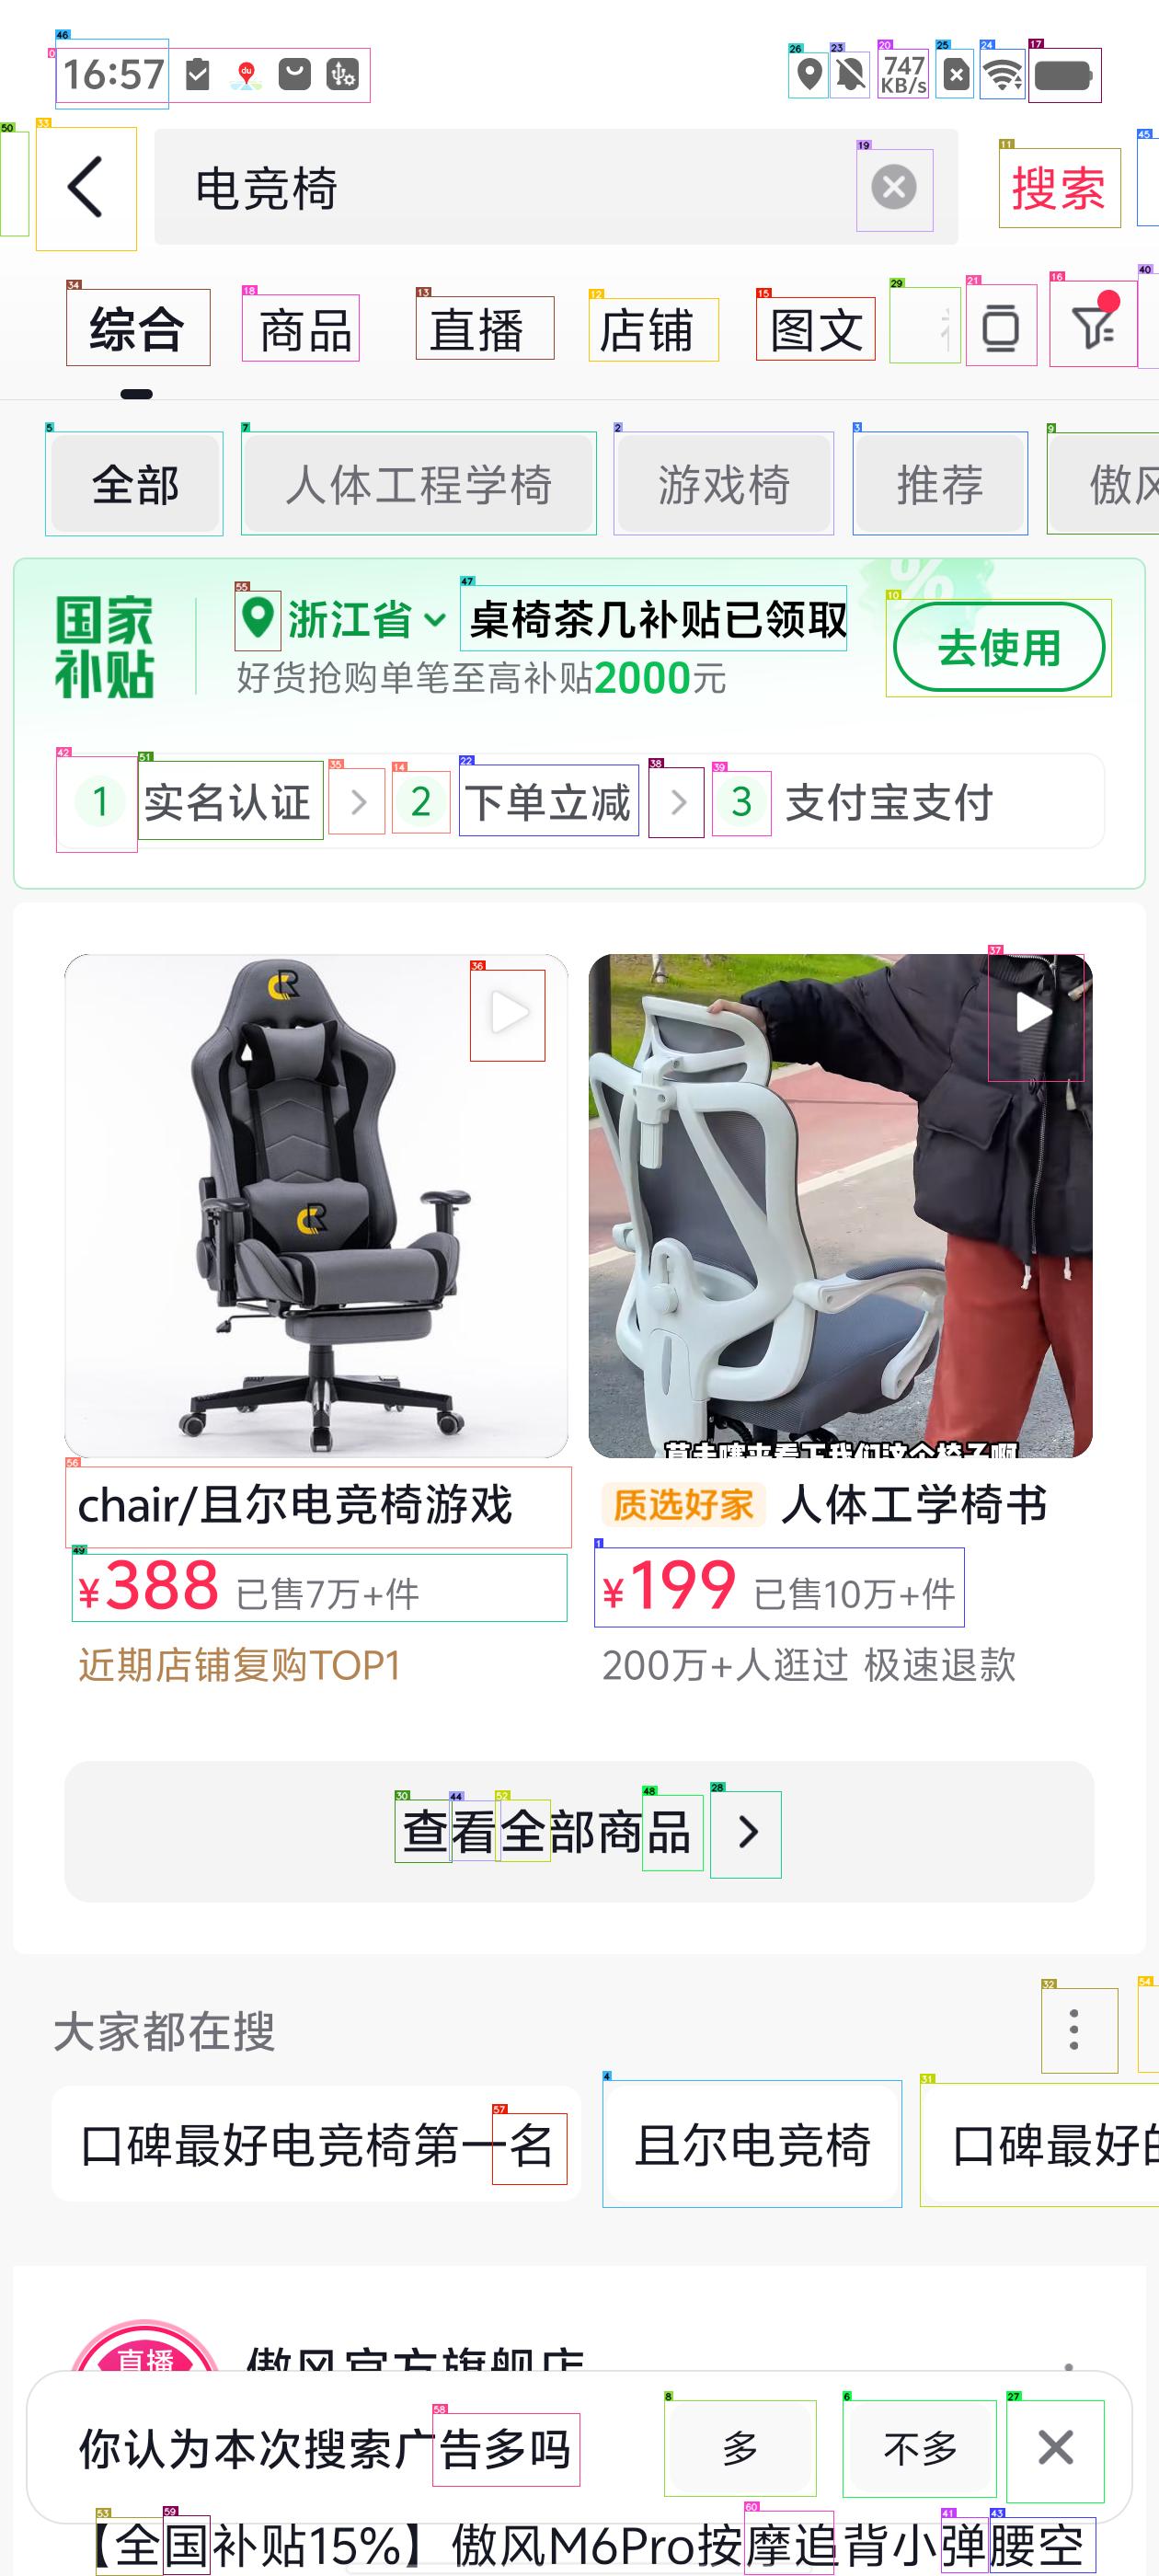 16:57
747 KB/s
电竞椅
搜索
综合 商品 直播 店铺 图文
全部 人体工程学椅 游戏椅 推荐 傲风
国家补贴
浙江省 桌椅茶几补贴已领取
好货抢购单笔至高补贴2000元
去使用
1 实名认证 2 下单立减 3 支付宝支付
chair/且尔电竞椅游戏
¥388 已售7万+件
近期店铺复购TOP1
质选好家 人体工学椅书
¥199 已售10万+件
200万+人逛过 极速退款
查看全部商品
大家都在搜
口碑最好电竞椅第一名 且尔电竞椅 口碑最好的
直播 傲风官方旗舰店
你认为本次搜索广告多吗 多 不多
【全国补贴15%】傲风M6Pro按摩追背小弹腰空